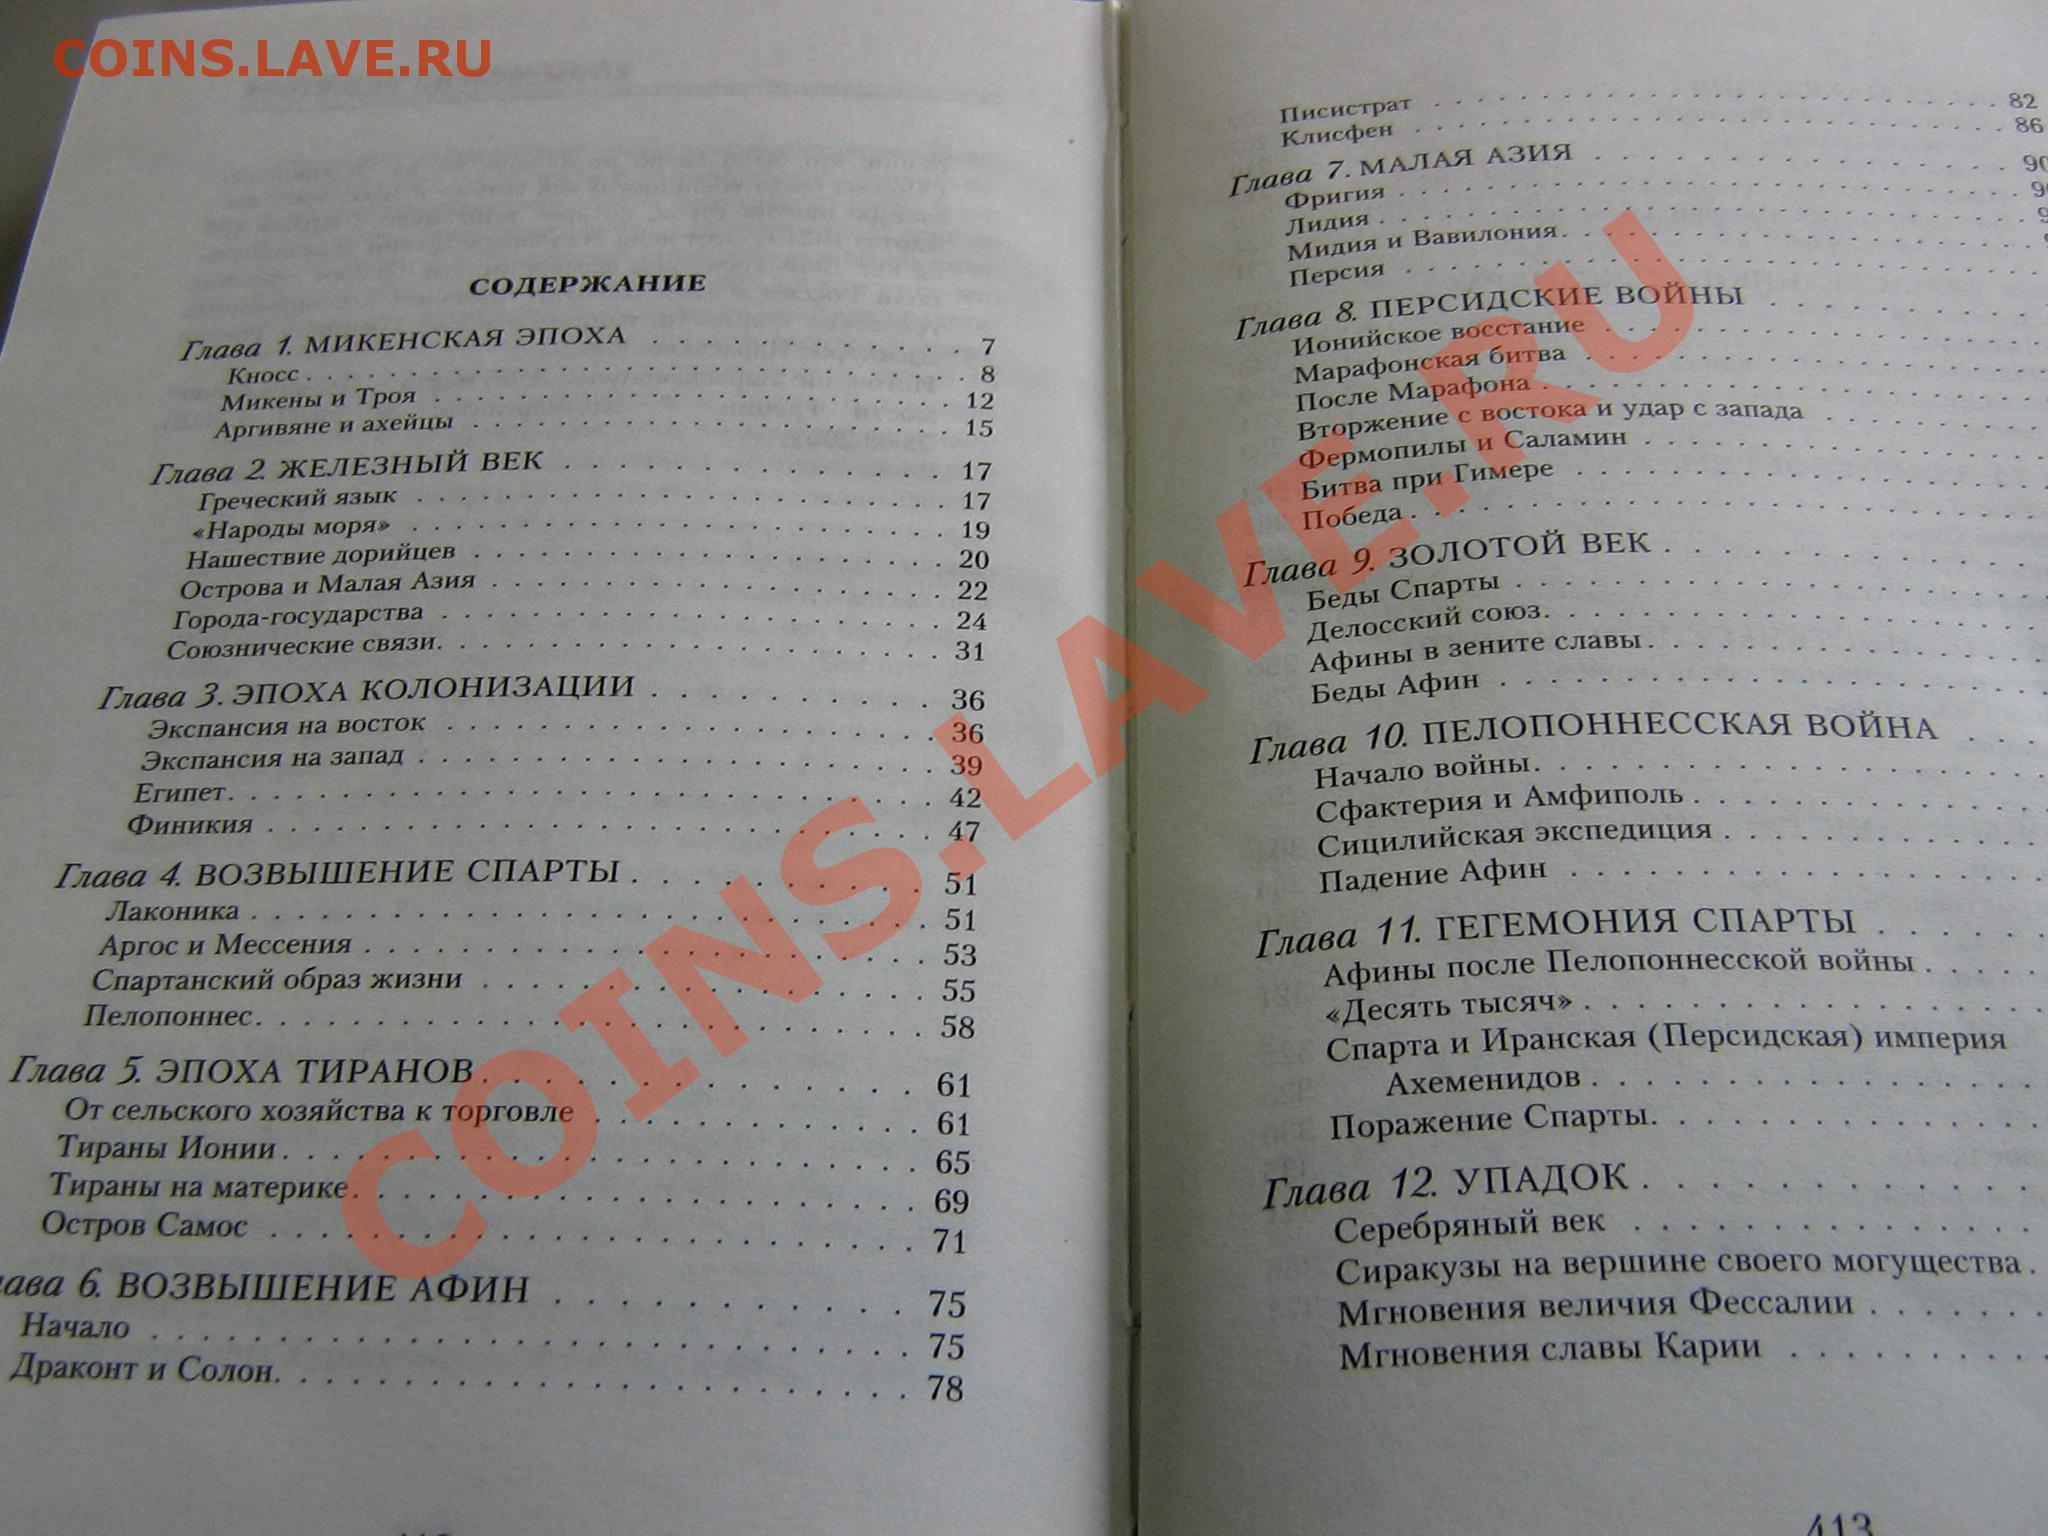 COINS.LAVE.RU
СОДЕРЖАНИЕ
Глава 1. МИКЕНСКАЯ ЭПОХА . . . . . . . . . . . . 7
Кносс . . . . . . . . . . . . 8
Микены и Троя . . . . . . . . . . . . 12
Аргивяне и ахейцы . . . . . . . . . . . . 15
Глава 2. ЖЕЛЕЗНЫЙ ВЕК . . . . . . . . . . . . 17
Греческий язык . . . . . . . . . . . . 17
«Народы моря» . . . . . . . . . . . . 19
Нашествие дорийцев . . . . . . . . . . . . 20
Острова и Малая Азия . . . . . . . . . . . . 22
Города-государства . . . . . . . . . . . . 24
Союзнические связи. . . . . . . . . . . . 31
Глава 3. ЭПОХА КОЛОНИЗАЦИИ . . . . . . . . . 36
Экспансия на восток . . . . . . . . . . . . 36
Экспансия на запад . . . . . . . . . . . . 39
Египет. . . . . . . . . . . . 42
Финикия . . . . . . . . . . . . 47
Глава 4. ВОЗВЫШЕНИЕ СПАРТЫ . . . . . . . . . . 51
Лаконика . . . . . . . . . . . . 51
Аргос и Мессения . . . . . . . . . . . . 53
Спартанский образ жизни . . . . . . . . . . . . 55
Пелопоннес. . . . . . . . . . . . 58
Глава 5. ЭПОХА ТИРАНОВ. . . . . . . . . . . . 61
От сельского хозяйства к торговле . . . . . . . . . . . 61
Тираны Ионии. . . . . . . . . . . . 65
Тираны на материке. . . . . . . . . . . . 69
Остров Самос . . . . . . . . . . . . 71
лава 6. ВОЗВЫШЕНИЕ АФИН . . . . . . . . . . 75
Начало . . . . . . . . . . . . 75
Драконт и Солон. . . . . . . . . . . . 78
Писистрат . . . . . . . . . . . . 82
Клисфен . . . . . . . . . . . . 86
Глава 7. МАЛАЯ АЗИЯ . . . . . . . . . . . . 90
Фригия . . . . . . . . . . . .
Лидия . . . . . . . . . . . .
Мидия и Вавилония. . . . . . . . . . . .
Персия . . . . . . . . . . . .
Глава 8. ПЕРСИДСКИЕ ВОЙНЫ . . . . . . . . .
Ионийское восстание . . . . . . . . . . . .
Марафонская битва . . . . . . . . . . . .
После Марафона . . . . . . . . . . . .
Вторжение с востока и удар с запада . . . . . . .
Фермопилы и Саламин . . . . . . . . . . . .
Битва при Гимере . . . . . . . . . . . .
Победа . . . . . . . . . . . .
Глава 9. ЗОЛОТОЙ ВЕК . . . . . . . . . . . .
Беды Спарты . . . . . . . . . . . .
Делосский союз. . . . . . . . . . . .
Афины в зените славы . . . . . . . . . . . .
Беды Афин . . . . . . . . . . . .
Глава 10. ПЕЛОПОННЕССКАЯ ВОЙНА . . .
Начало войны. . . . . . . . . . . .
Сфактерия и Амфиполь . . . . . . . . . . . .
Сицилийская экспедиция . . . . . . . . . . .
Падение Афин . . . . . . . . . . . .
Глава 11. ГЕГЕМОНИЯ СПАРТЫ . . . . . .
Афины после Пелопоннесской войны . . . .
«Десять тысяч» . . . . . . . . . . . .
Спарта и Иранская (Персидская) империя
Ахеменидов . . . . . . . . . . . .
Поражение Спарты. . . . . . . . . . . .
Глава 12. УПАДОК . . . . . . . . . . . .
Серебряный век . . . . . . . . . . . .
Сиракузы на вершине своего могущества .
Мгновения величия Фессалии . . . . . .
Мгновения славы Карии . . . . . . . .
413
COINS.LAVE.RU